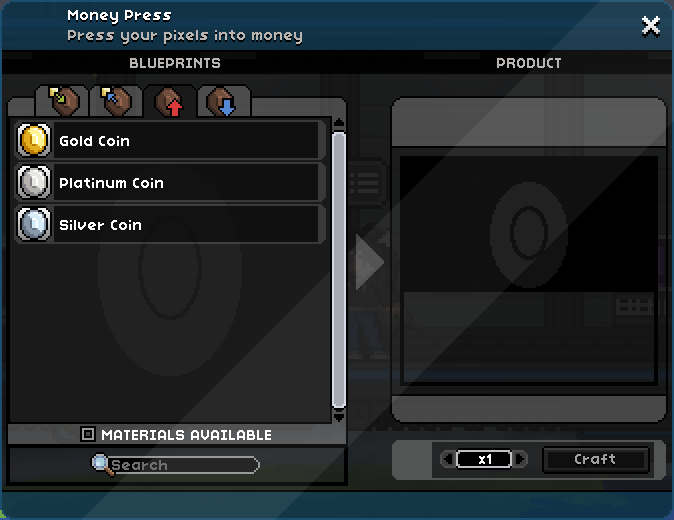 Money Press
Press your pixels into money
BLUEPRINTS
PRODUCT
Gold Coin
Platinum Coin
Silver Coin
MATERIALS AVAILABLE
Search
x1
Craft